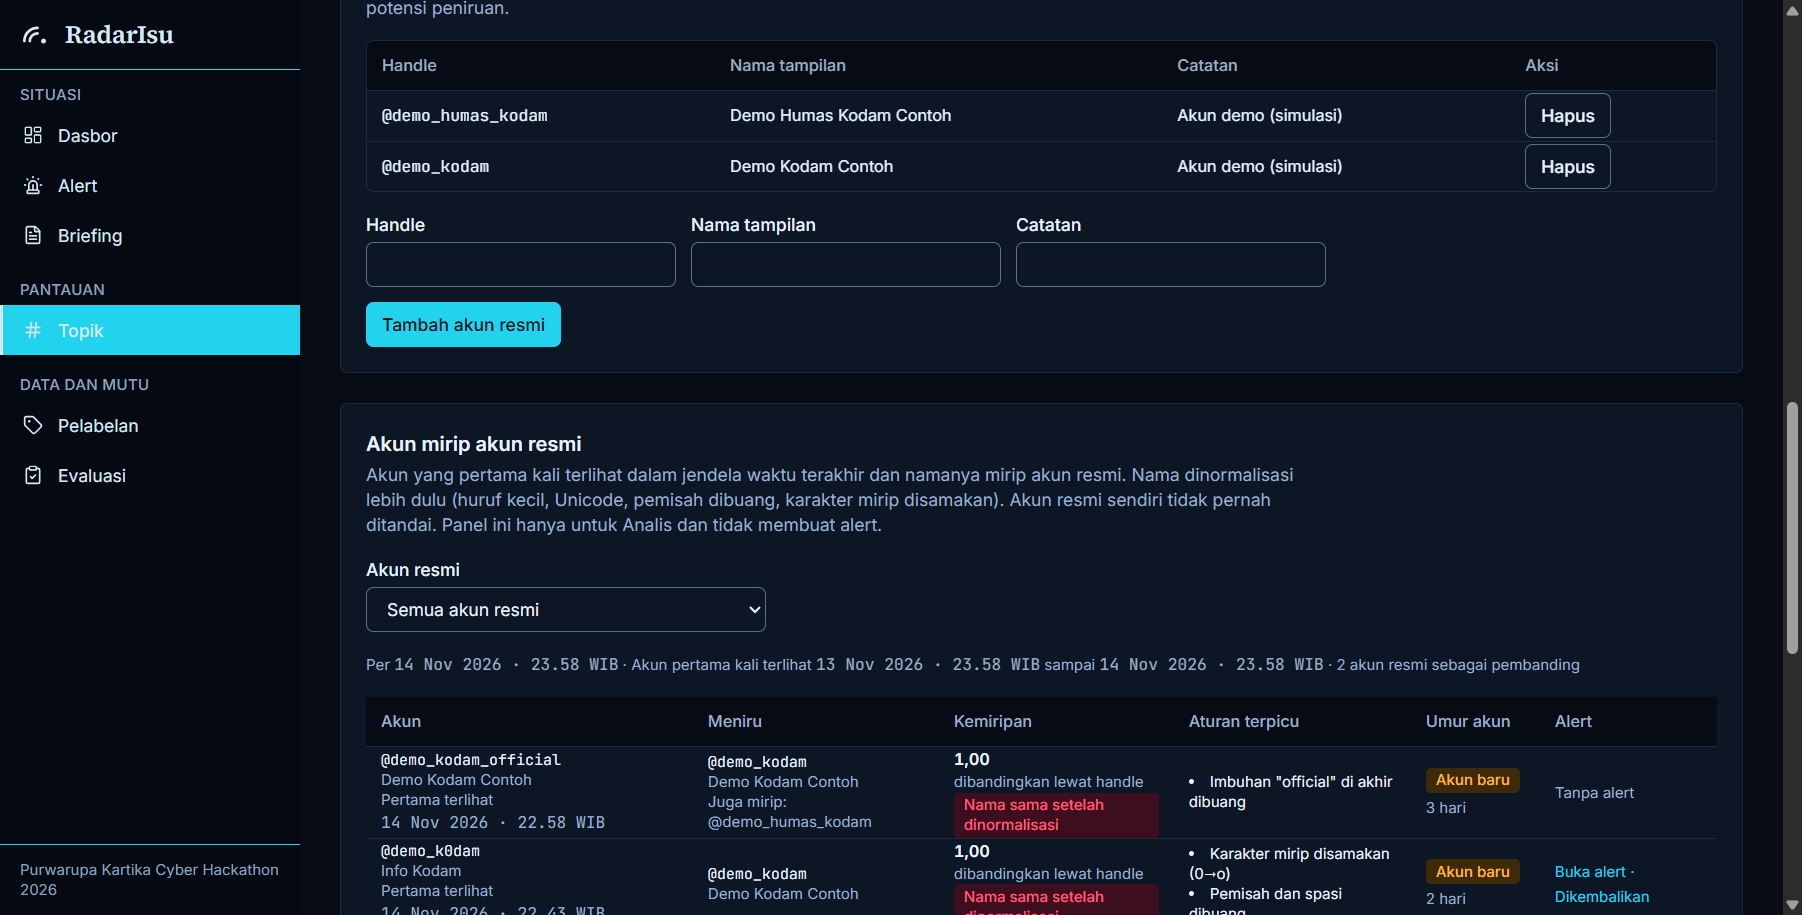 RadarIsu
SITUASI
Dasbor
Alert
Briefing
PANTAUAN
Topik
DATA DAN MUTU
Pelabelan
Evaluasi
Purwarupa Kartika Cyber Hackathon
2026
potensi peniruan.
Handle Nama tampilan Catatan Aksi
@demo_humas_kodam Demo Humas Kodam Contoh Akun demo (simulasi) Hapus
@demo_kodam Demo Kodam Contoh Akun demo (simulasi) Hapus
Handle Nama tampilan Catatan
Tambah akun resmi
Akun mirip akun resmi
Akun yang pertama kali terlihat dalam jendela waktu terakhir dan namanya mirip akun resmi. Nama dinormalisasi
lebih dulu (huruf kecil, Unicode, pemisah dibuang, karakter mirip disamakan). Akun resmi sendiri tidak pernah
ditandai. Panel ini hanya untuk Analis dan tidak membuat alert.
Akun resmi
Semua akun resmi
Per 14 Nov 2026 · 23.58 WIB · Akun pertama kali terlihat 13 Nov 2026 · 23.58 WIB sampai 14 Nov 2026 · 23.58 WIB · 2 akun resmi sebagai pembanding
Akun Meniru Kemiripan Aturan terpicu Umur akun Alert
@demo_kodam_official
Demo Kodam Contoh
Pertama terlihat
14 Nov 2026 · 22.58 WIB
@demo_kodam
Demo Kodam Contoh
Juga mirip:
@demo_humas_kodam
1,00
dibandingkan lewat handle
Nama sama setelah
dinormalisasi
• Imbuhan "official" di akhir
dibuang
Akun baru
3 hari
Tanpa alert
@demo_k0dam
Info Kodam
Pertama terlihat
14 Nov 2026 · 22.43 WIB
@demo_kodam
Demo Kodam Contoh
1,00
dibandingkan lewat handle
Nama sama setelah
dinormalisasi
• Karakter mirip disamakan
(0→o)
• Pemisah dan spasi
dibuang
Akun baru
2 hari
Buka alert ·
Dikembalikan